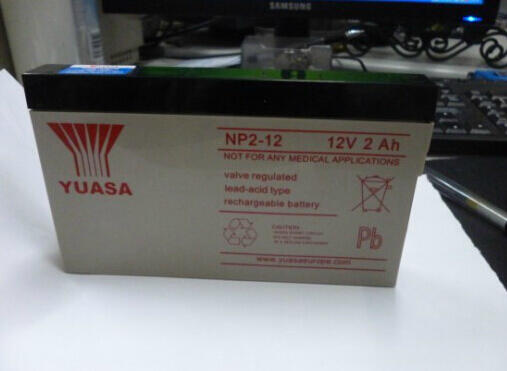 SAMSUNG
YUASA
NP2-12 12V 2 Ah
NOT FOR ANY MEDICAL APPLICATIONS
valve regulated
lead-acid type
rechargeable battery
CAUTION
Pb
www.yuasaeurope.com